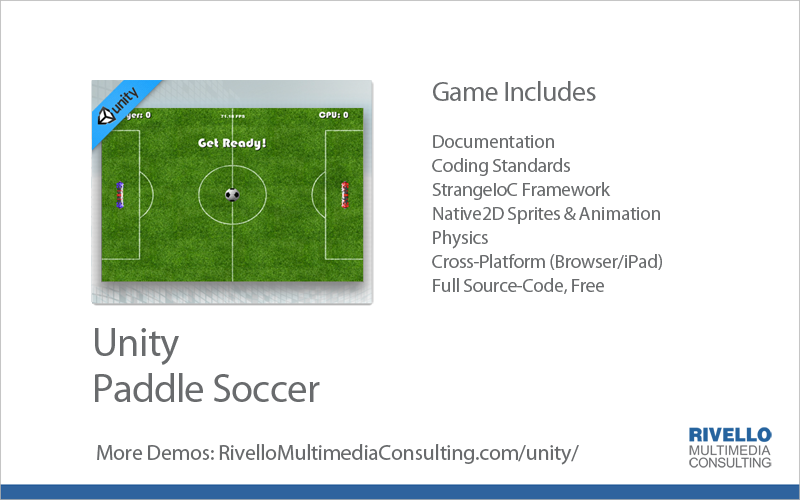 unity
yer: 0
71.10 FPS
CPU: 0
Get Ready!
Game Includes
Documentation
Coding Standards
StrangeIoC Framework
Native2D Sprites & Animation
Physics
Cross-Platform (Browser/iPad)
Full Source-Code, Free
Unity
Paddle Soccer
More Demos: RivelloMultimediaConsulting.com/unity/
RIVELLO
MULTIMEDIA
CONSULTING